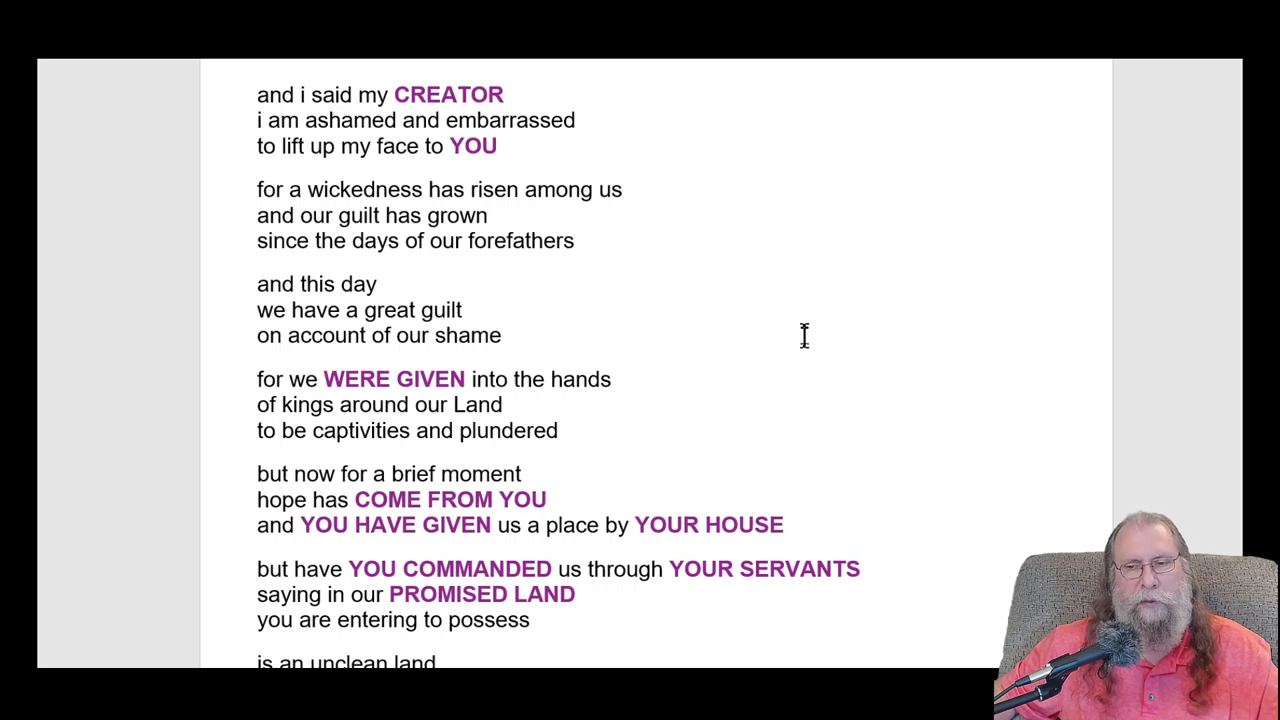 and i said my CREATOR
i am ashamed and embarrassed
to lift up my face to YOU
for a wickedness has risen among us
and our guilt has grown
since the days of our forefathers
and this day
we have a great guilt
on account of our shame
for we WERE GIVEN into the hands
of kings around our Land
to be captivities and plundered
but now for a brief moment
hope has COME FROM YOU
and YOU HAVE GIVEN us a place by YOUR HOUSE
but have YOU COMMANDED us through YOUR SERVANTS
saying in our PROMISED LAND
you are entering to possess
is an unclean land